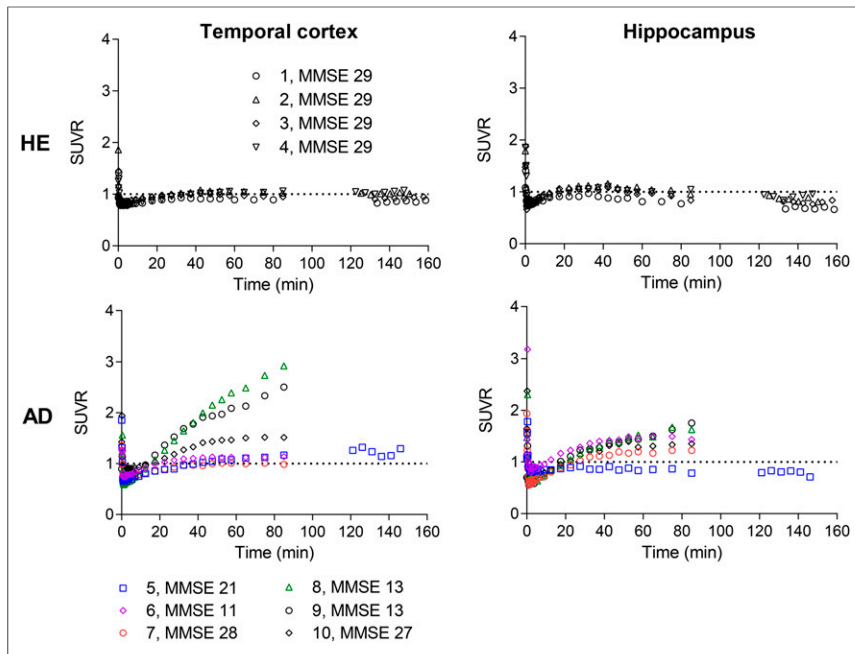 Temporal cortex
Hippocampus
HE
SUVR
4
3
2
1
0
0 20 40 60 80 100 120 140 160
Time (min)
1, MMSE 29
2, MMSE 29
3, MMSE 29
4, MMSE 29
SUVR
4
3
2
1
0
0 20 40 60 80 100 120 140 160
Time (min)
AD
SUVR
4
3
2
1
0
0 20 40 60 80 100 120 140 160
Time (min)
SUVR
4
3
2
1
0
0 20 40 60 80 100 120 140 160
Time (min)
5, MMSE 21
6, MMSE 11
7, MMSE 28
8, MMSE 13
9, MMSE 13
10, MMSE 27